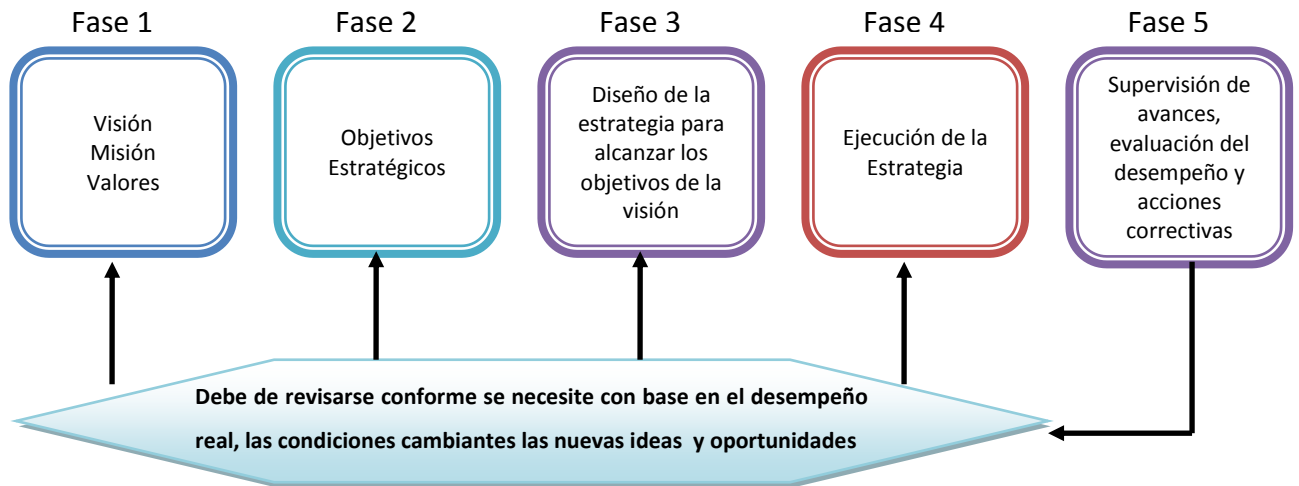 Fase 1
Fase 2
Fase 3
Fase 4
Fase 5
Visión
Misión
Valores
Objetivos
Estratégicos
Diseño de la
estrategia para
alcanzar los
objetivos de la
visión
Ejecución de la
Estrategia
Supervisión de
avances,
evaluación del
desempeño y
acciones
correctivas
Debe de revisarse conforme se necesite con base en el desempeño
real, las condiciones cambiantes las nuevas ideas y oportunidades